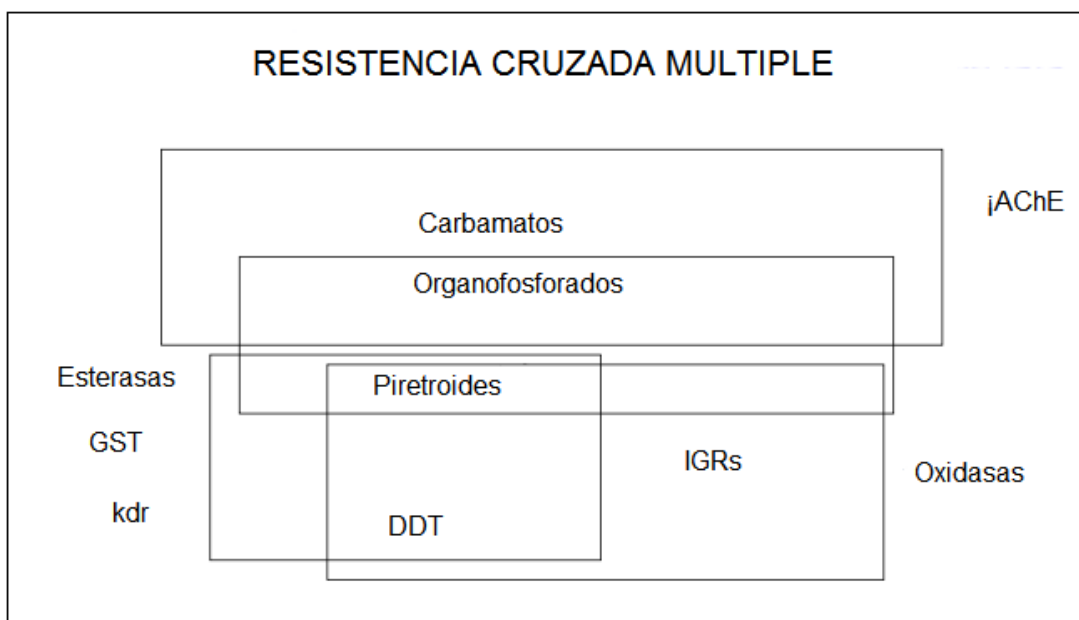 RESISTENCIA CRUZADA MULTIPLE
¡AChE
Carbamatos
Organofosforados
Esterasas
Piretroides
GST
IGRs
Oxidasas
kdr
DDT